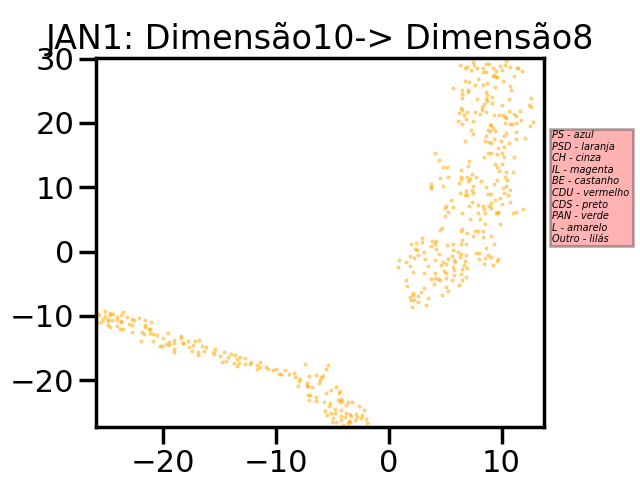 JAN1: Dimensão10-> Dimensão8
30
20
10
0
−10
−20
−20
−10
0
10
PS - azul
PSD - laranja
CH - cinza
IL - magenta
BE - castanho
CDU - vermelho
CDS - preto
PAN - verde
L - amarelo
Outro - lilás